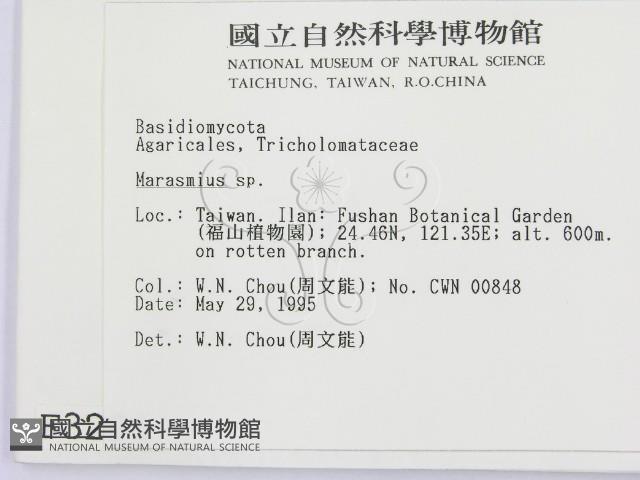 國立自然科學博物館
NATIONAL MUSEUM OF NATURAL SCIENCE
TAICHUNG, TAIWAN, R.O.CHINA
Basidiomycota
Agaricales, Tricholomataceae
Marasmius sp.
Loc.: Taiwan. Ilan: Fushan Botanical Garden
(福山植物園); 24.46N, 121.35E; alt. 600m.
on rotten branch.
Col.: W.N. Chou(周文能); No. CWN 00848
Date: May 29, 1995
Det.: W.N. Chou(周文能)
國立自然科學博物館
NATIONAL MUSEUM OF NATURAL SCIENCE